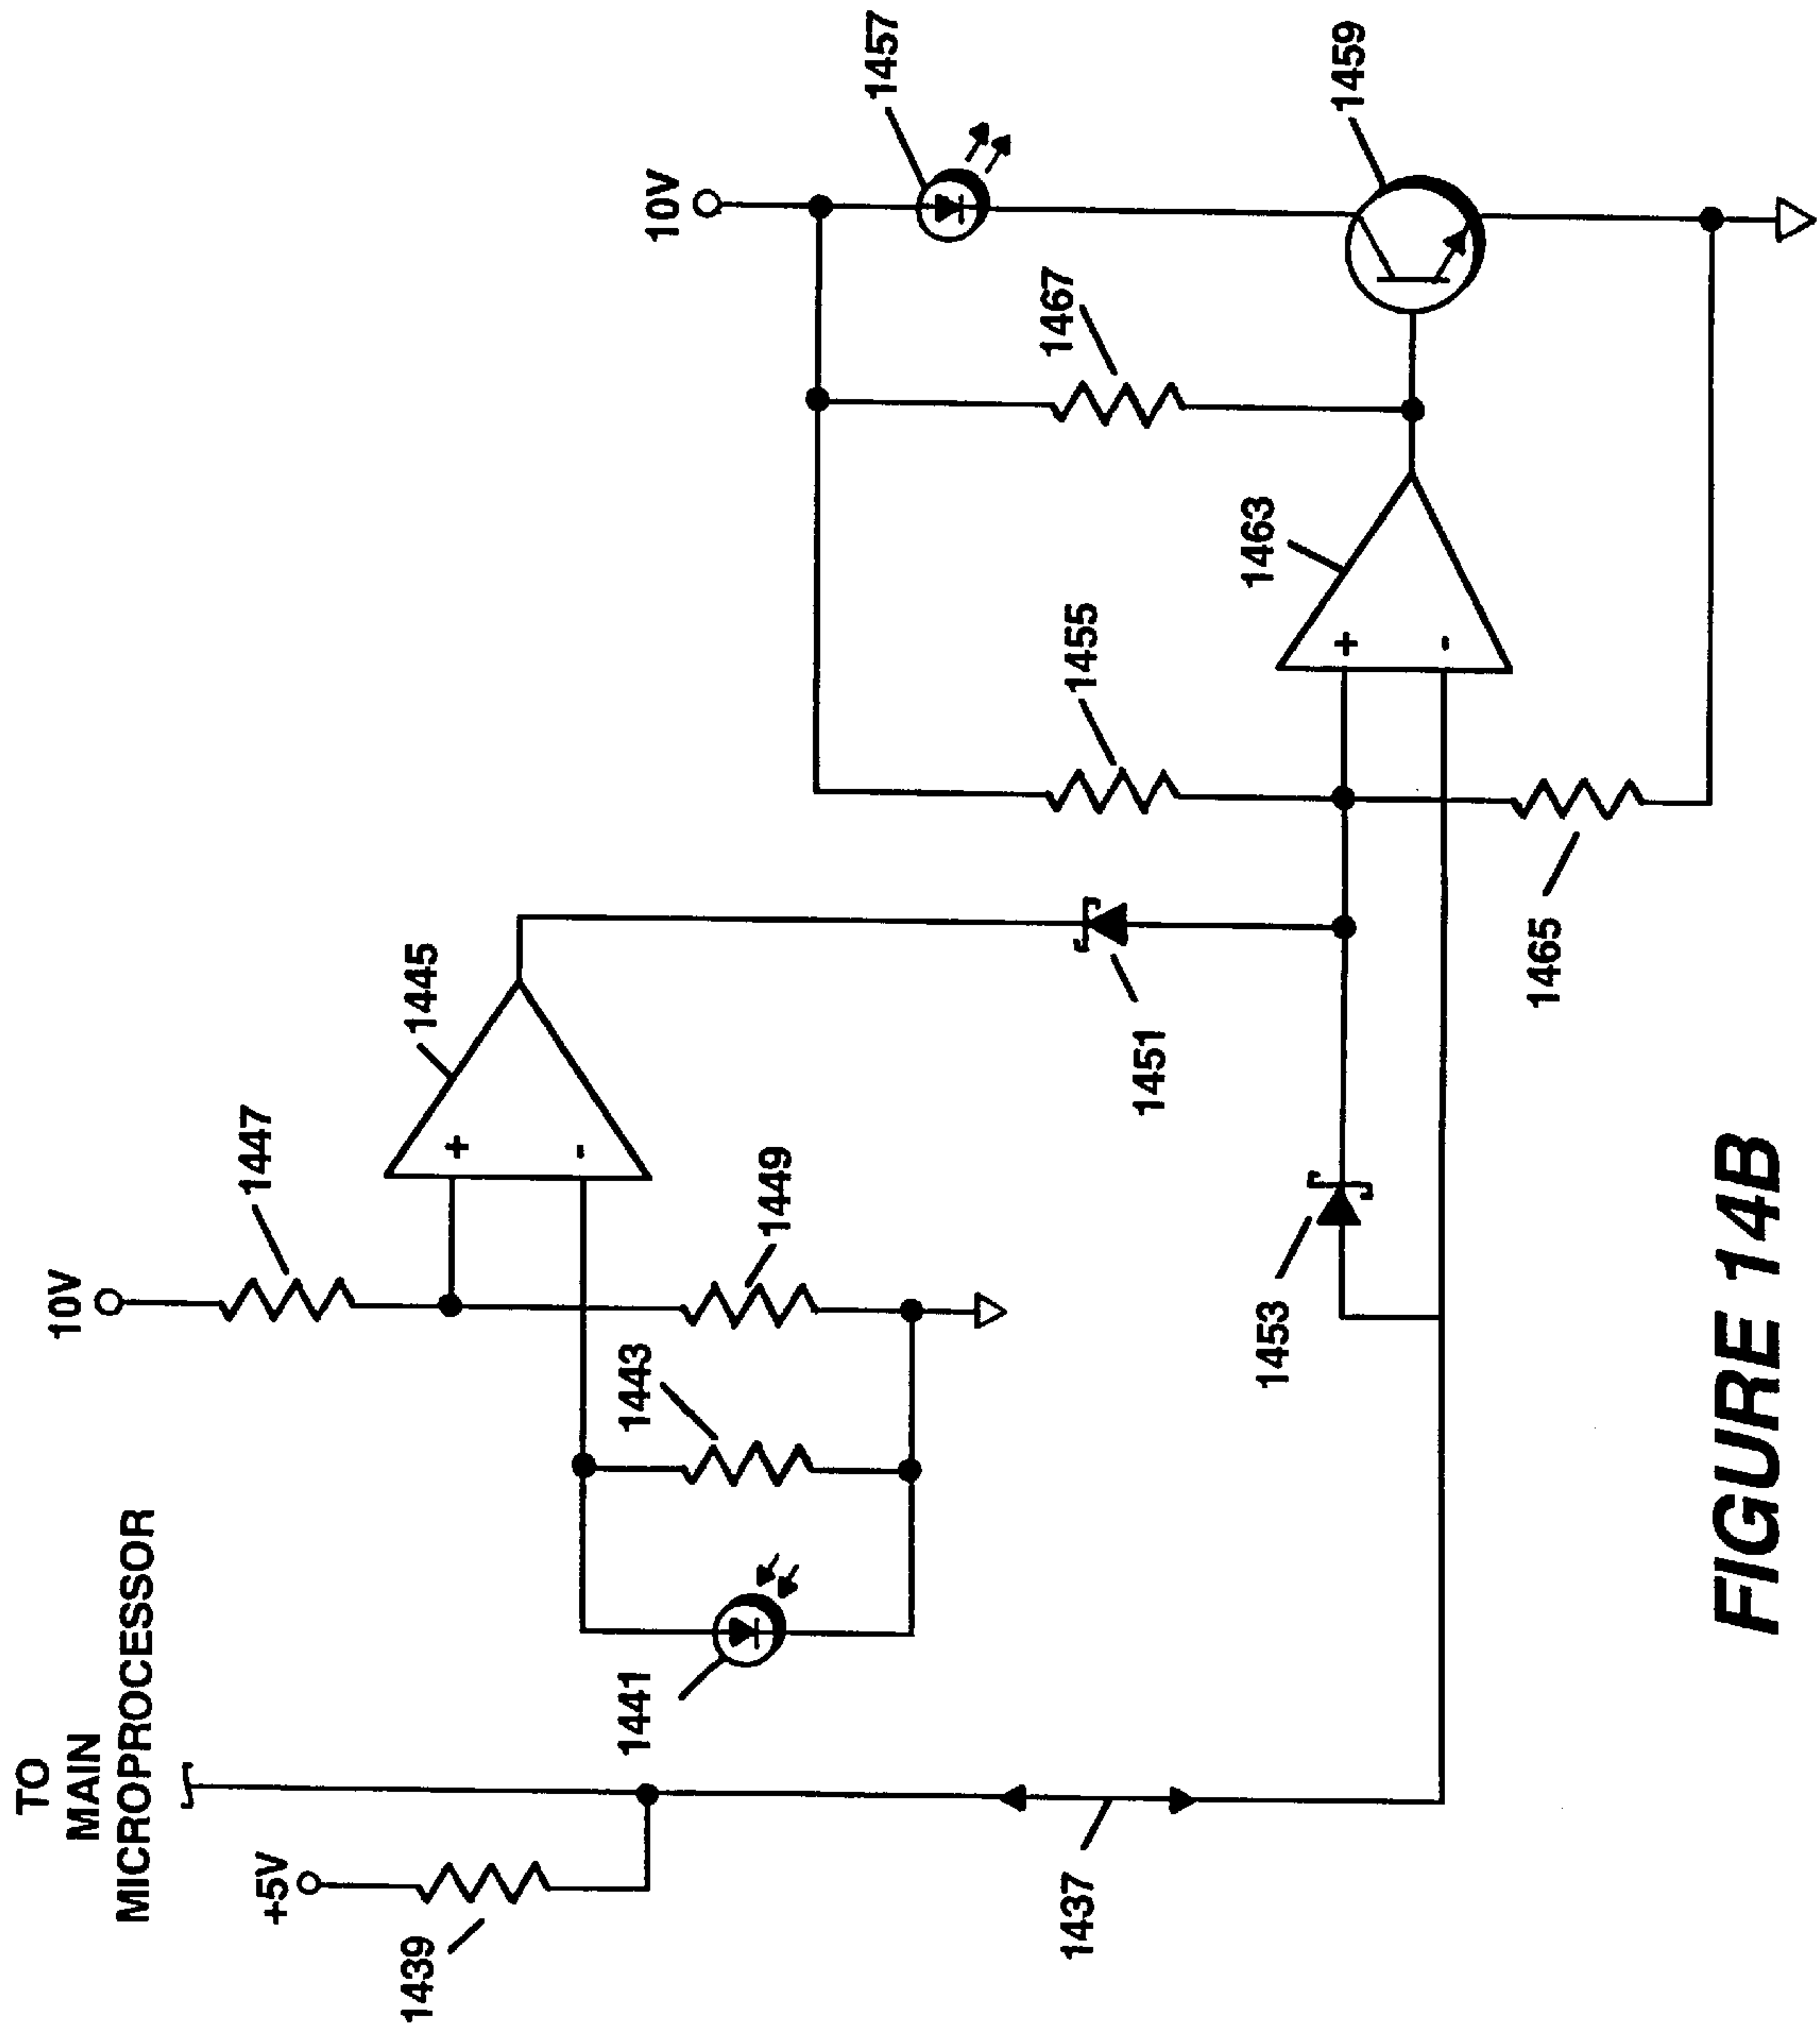 TO
MAIN
MICROPROCESSOR
+5V
1439
1437
1441
1443
10V
1447
1449
+
-
1445
1451
1453
1455
1465
+
-
1463
1467
10V
1457
1459
FIGURE 14B